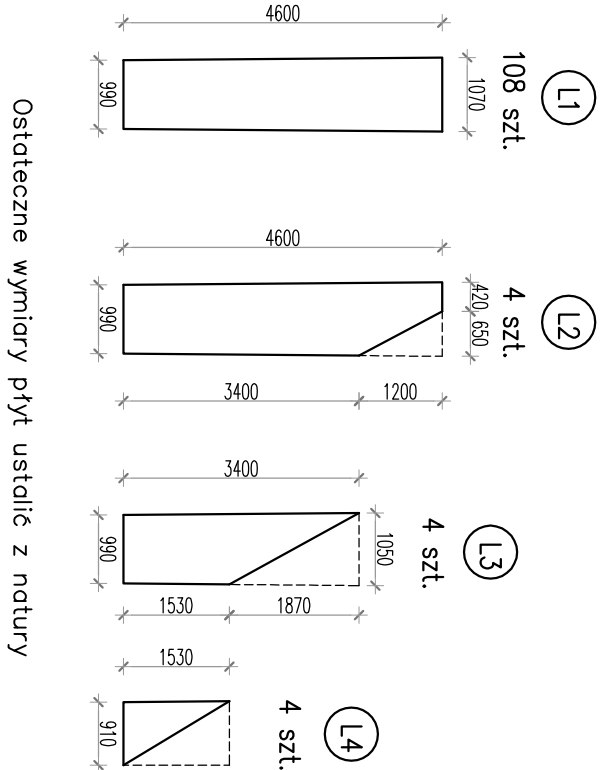 4600
990
1070
L1
108 szt.
4600
990
420
650
3400
1200
L2
4 szt.
3400
990
1050
1530
1870
L3
4 szt.
1530
910
L4
4 szt.
Ostateczne wymiary płyt ustalić z natury